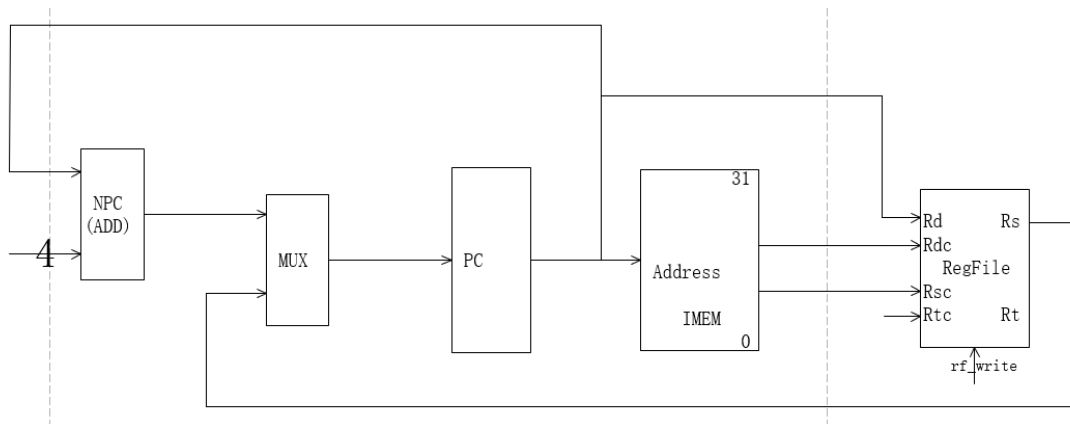 4
NPC
(ADD)
MUX
PC
31
Address
IMEM
0
Rd
Rs
Rdc
RegFile
Rsc
Rtc
Rt
rf_write